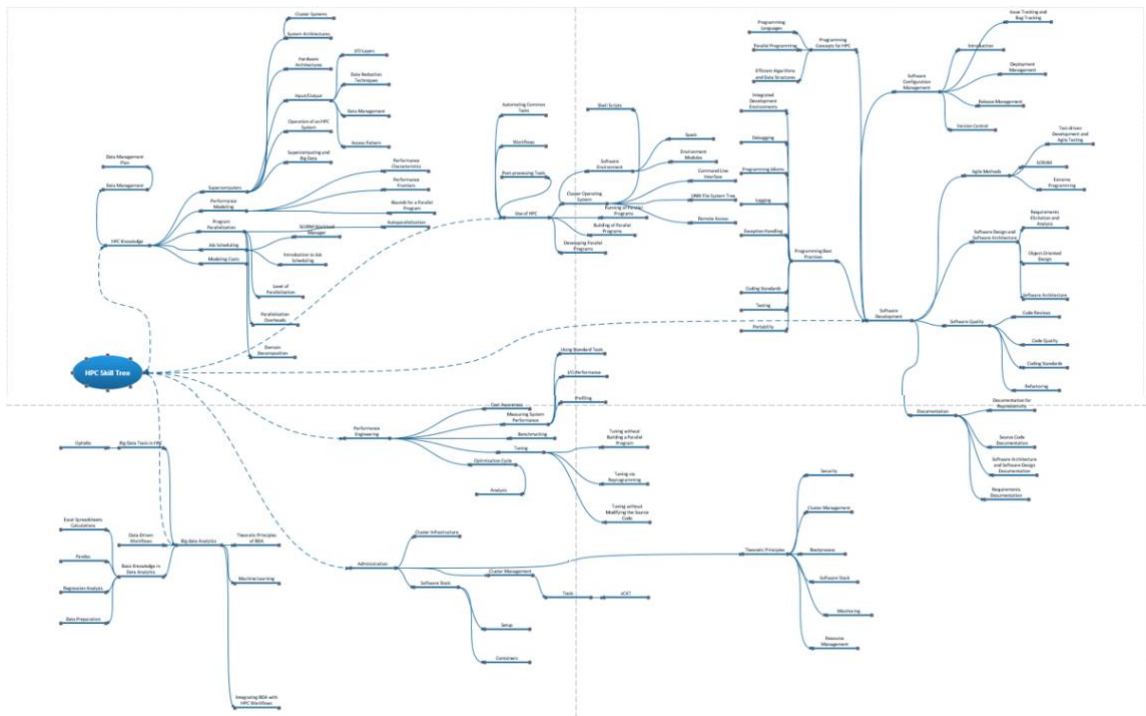 Cluster Systems
System Architectures
Hardware
Architectures
I/O Layers
Data Reduction
Techniques
Input/Output
Data Management
Operation of an HPC
System
Access Pattern
Supercomputing and
Big Data
Data Management
Plan
Data Management
Supercomputers
Performance
Modeling
Performance
Characteristics
Performance
Frontiers
Bounds for a Parallel
Program
Program
Parallelization
Autoparallelization
HPC Knowledge
Job Scheduling
Manager
Introduction to Job
Scheduling
Modeling Costs
Level of
Parallelization
Parallelization
Overheads
Domain
Decomposition
HPC Skill Tree
Automating Common
Tasks
Workflows
Post-processing Tools
Use of HPC
Shell Scripts
Software
Environment
Spack
Environment
Modules
Cluster Operating
System
Command Line
Interface
UNIX File System Tree
Remote Access
Running of Parallel
Programs
Building of Parallel
Programs
Developing Parallel
Programs
Programming
Languages
Parallel Programming
Efficient Algorithms
and Data Structures
Programming
Concepts for HPC
Integrated
Development
Environments
Debugging
Programming Idioms
Logging
Exception Handling
Coding Standards
Testing
Portability
Programming Best
Practices
Software
Development
Software
Configuration
Management
Issue Tracking and
Bug Tracking
Introduction
Deployment
Management
Release Management
Version Control
Agile Methods
Test-driven
Development and
Agile Testing
SCRUM
Extreme
Programming
Software Design and
Software Architecture
Requirements
Elicitation and
Analysis
Object-Oriented
Design
Software Architecture
Software Quality
Code Reviews
Code Quality
Coding Standards
Refactoring
Documentation
Documentation for
Reproducibility
Source Code
Documentation
Software Architecture
and Software Design
Documentation
Requirements
Documentation
Performance
Engineering
Cost Awareness
Measuring System
Performance
Using Standard Tools
I/O Performance
Profiling
Benchmarking
Tuning
Tuning without
Building a Parallel
Program
Tuning via
Reprogramming
Tuning without
Modifying the Source
Code
Optimization Cycle
Analysis
Big Data Tools in HPC
Big Data Analytics
Excel Spreadsheets
Calculations
Data-Driven
Workflows
Pandas
Basic Knowledge in
Data Analytics
Regression Analysis
Data Preparation
Theoretic Principles
of BDA
Machine Learning
Integrating BDA with
HPC Workflows
Administration
Cluster Infrastructure
Cluster Management
Tools
xCAT
Software Stack
Setup
Containers
Theoretic Principles
Security
Cluster Management
Bootprocess
Software Stack
Monitoring
Resource
Management